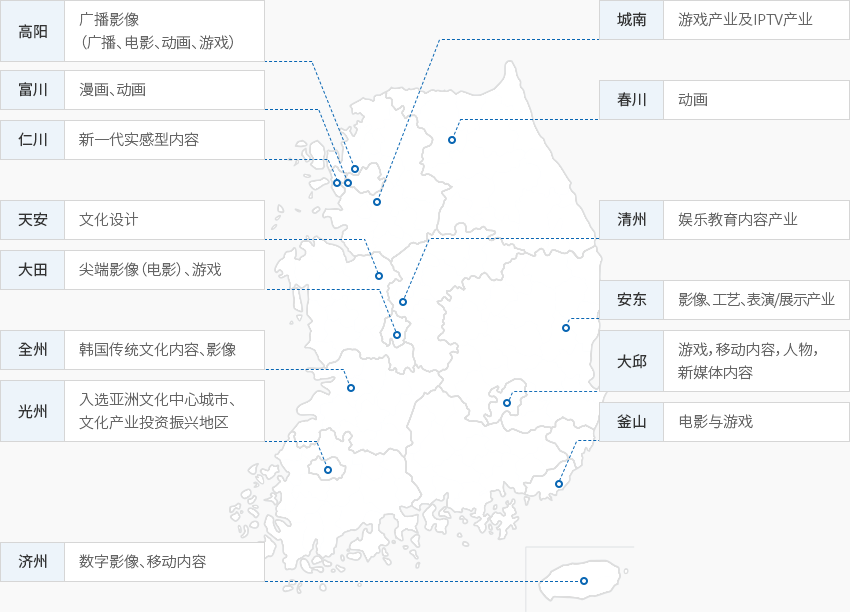 高阳
广播影像
（广播、电影、动画、游戏）
富川
漫画、动画
仁川
新一代实感型内容
天安
文化设计
大田
尖端影像（电影）、游戏
全州
韩国传统文化内容、影像
光州
入选亚洲文化中心城市、
文化产业投资振兴地区
济州
数字影像、移动内容
城南
游戏产业及IPTV产业
春川
动画
清州
娱乐教育内容产业
安东
影像、工艺、表演/展示产业
大邱
游戏，移动内容，人物，
新媒体内容
釜山
电影与游戏